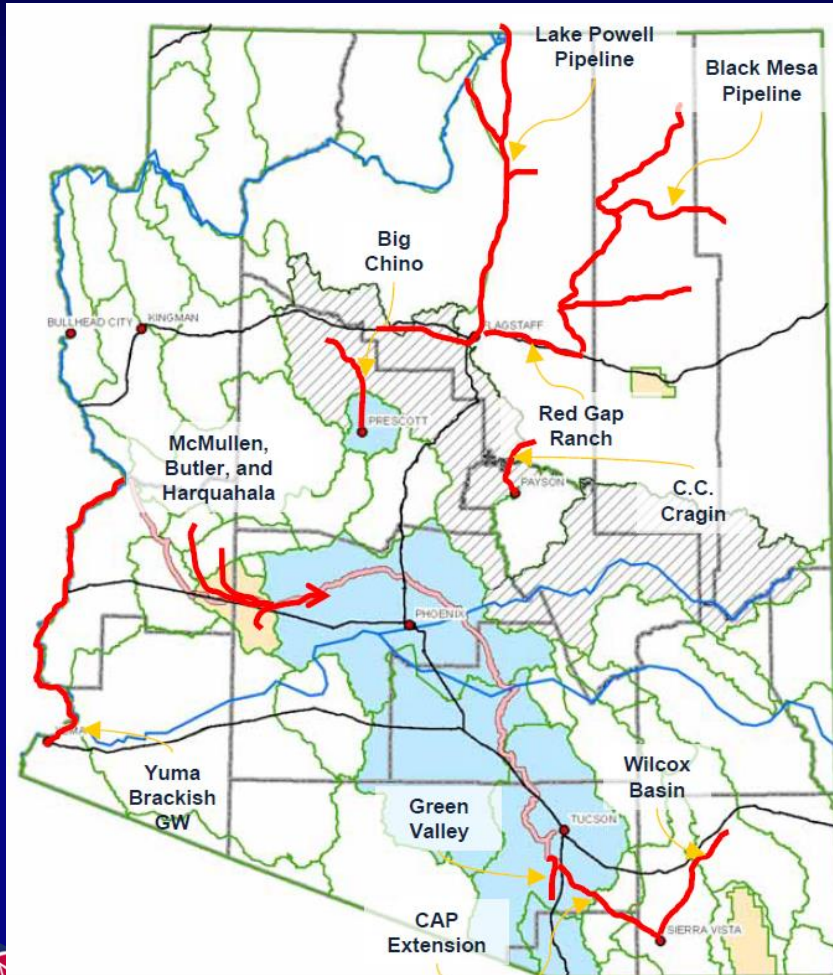 Lake Powell
Pipeline
Black Mesa
Pipeline
Big
Chino
BULLHEAD CITY
KINGMAN
FLAGSTAFF
PRESCOTT
Red Gap
Ranch
McMullen,
Butler, and
Harquahala
PAYSON
C.C.
Cragin
PHOENIX
Yuma
Brackish
GW
Wilcox
Basin
Green
Valley
TUCSON
CAP
Extension
SIERRA VISTA